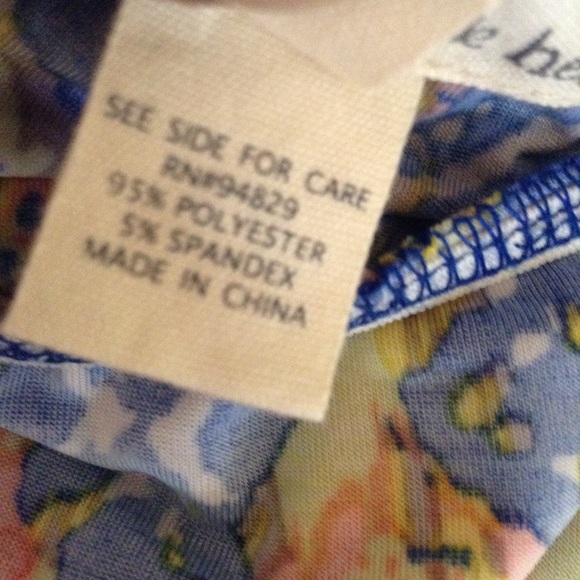 SEE SIDE FOR CARE
RN#94829
95% POLYESTER
5% SPANDEX
MADE IN CHINA